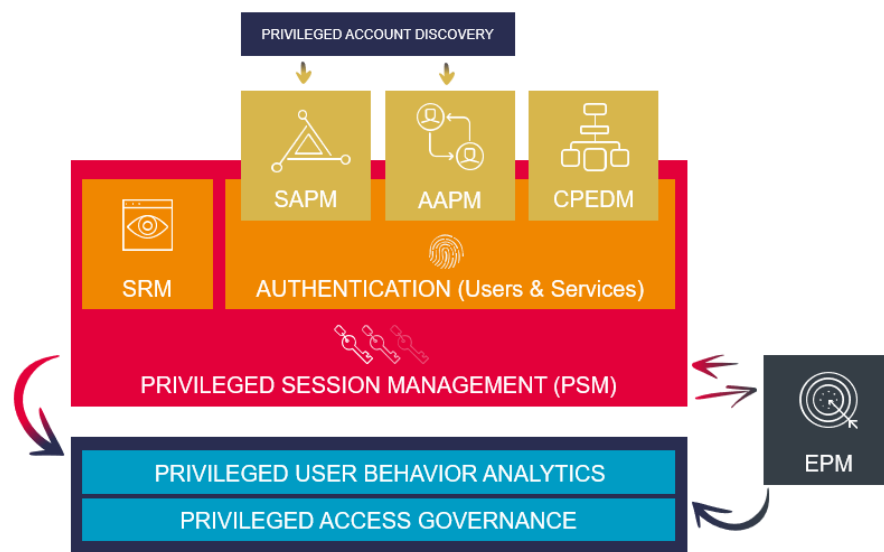 PRIVILEGED ACCOUNT DISCOVERY
SAPM
AAPM
CPEDM
SRM
AUTHENTICATION (Users & Services)
PRIVILEGED SESSION MANAGEMENT (PSM)
EPM
PRIVILEGED USER BEHAVIOR ANALYTICS
PRIVILEGED ACCESS GOVERNANCE